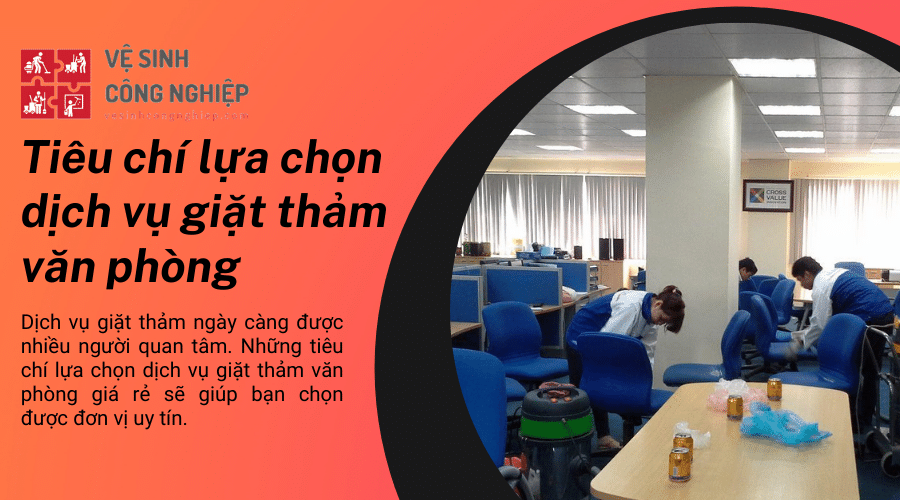 VỆ SINH
CÔNG NGHIỆP
Tiêu chí lựa chọn
dịch vụ giặt thảm
văn phòng
Dịch vụ giặt thảm ngày càng được
nhiều người quan tâm. Những tiêu
chí lựa chọn dịch vụ giặt thảm văn
phòng giá rẻ sẽ giúp bạn chọn
được đơn vị uy tín.
CROSS
VALUE